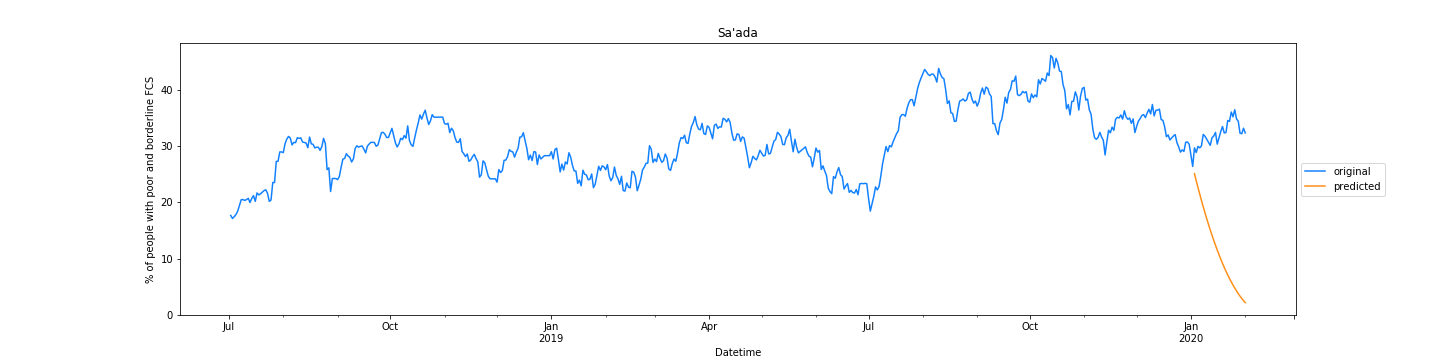 Sa'ada
% of people with poor and borderline FCS
40
30
20
10
0
Jul
Oct
Jan
2019
Apr
Jul
Oct
Jan
2020
Datetime
original
predicted